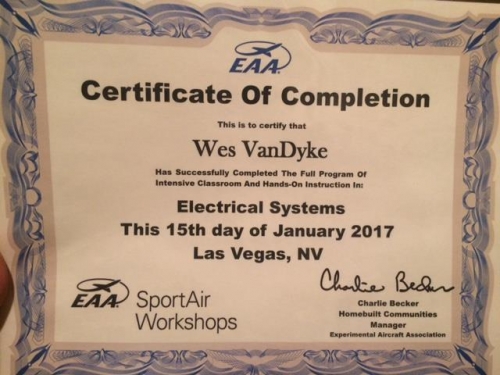 EAA
Certificate Of Completion
This is to certify that
Wes VanDyke
Has Successfully Completed The Full Program Of
Intensive Classroom And Hands-On Instruction In:
Electrical Systems
This 15th day of January 2017
Las Vegas, NV
Charlie Becker
EAA SportAir
Workshops
Charlie Becker
Homebuilt Communities
Manager
Experimental Aircraft Association